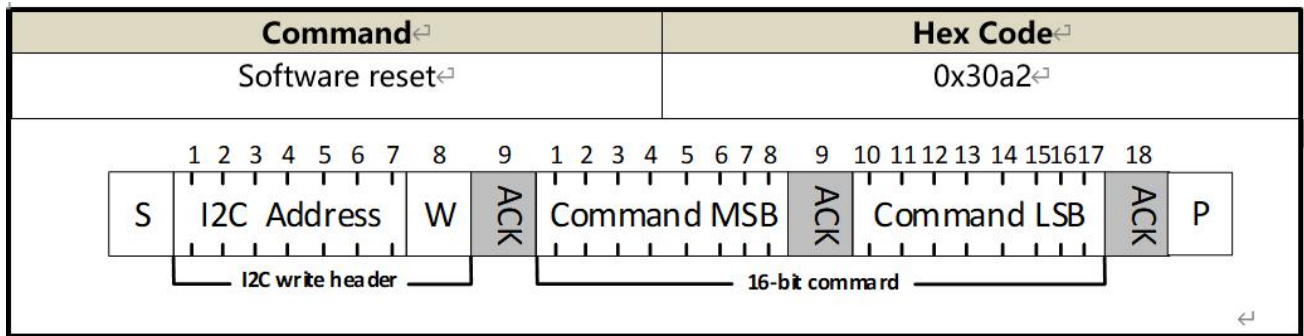 Command Hex Code
Software reset 0x30a2
1 2 3 4 5 6 7 8 9 1 2 3 4 5 6 7 8 9 10 11 12 13 14 15 16 17 18
S I2C Address W ACK Command MSB ACK Command LSB ACK P
I2C write header 16-bit commard